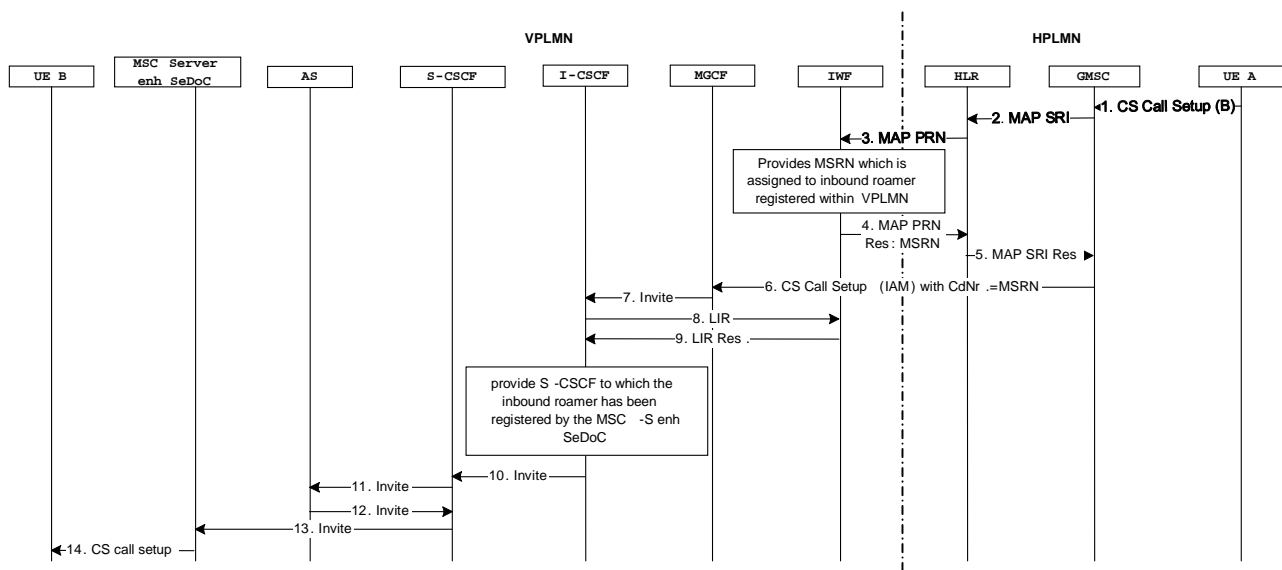 VPLMN
HPLMN
UE B
MSC Server
enh SeDoC
AS
S-CSCF
I-CSCF
MGCF
IWF
HLR
GMSC
UE A
1. CS Call Setup (B)
2. MAP SRI
3. MAP PRN
Provides MSRN which is
assigned to inbound roamer
registered within VPLMN
4. MAP PRN
Res: MSRN
5. MAP SRI Res
6. CS Call Setup (IAM) with CdNr .=MSRN
7. Invite
8. LIR
9. LIR Res .
provide S -CSCF to which the
inbound roamer has been
registered by the MSC -S enh
SeDoC
10. Invite
11. Invite
12. Invite
13. Invite
14. CS call setup